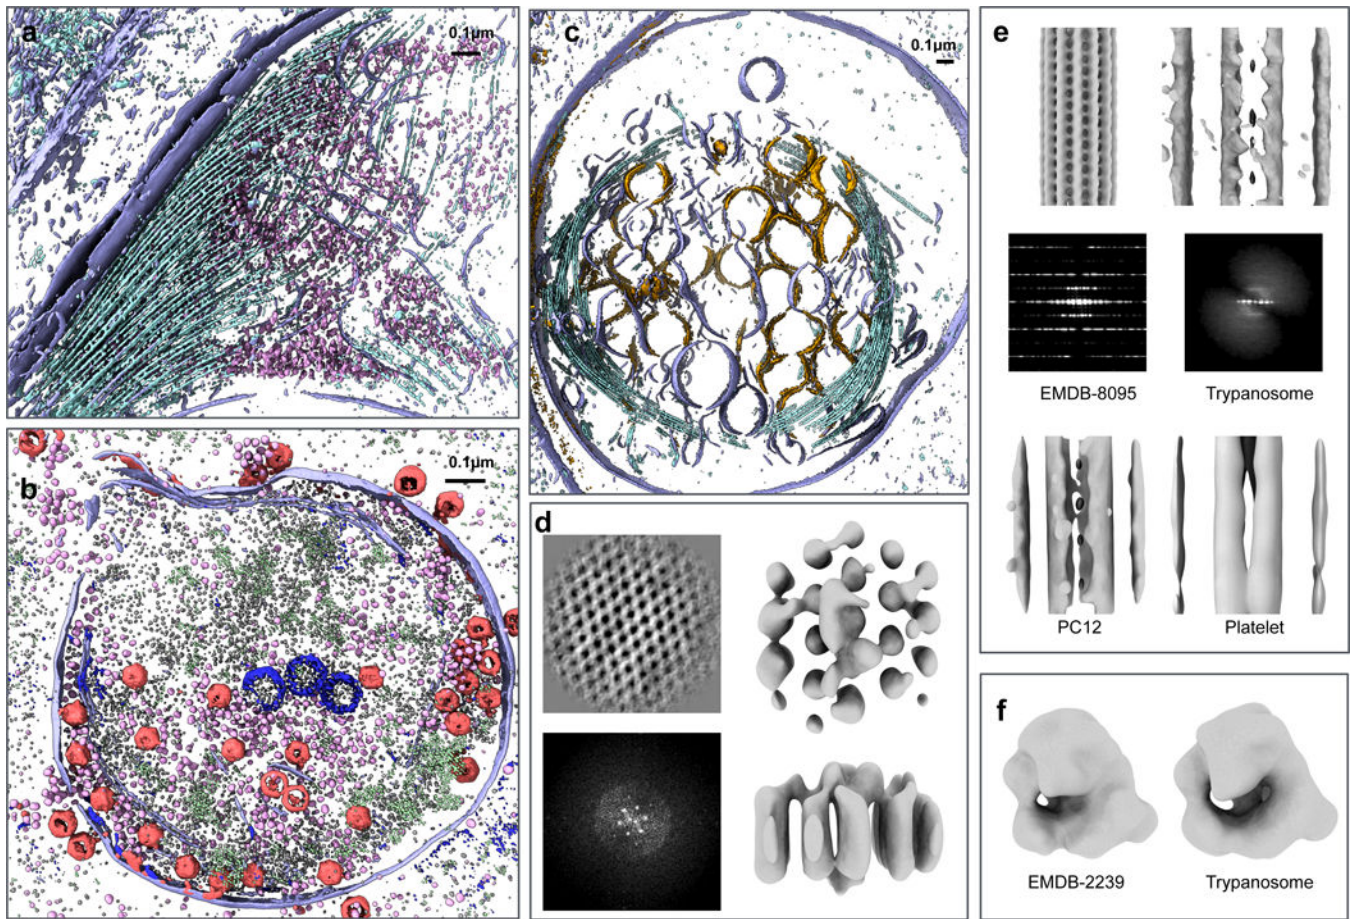 a
0.1μm
b
0.1μm
c
0.1μm
d
e
EMDB-8095
Trypanosome
PC12
Platelet
f
EMDB-2239
Trypanosome